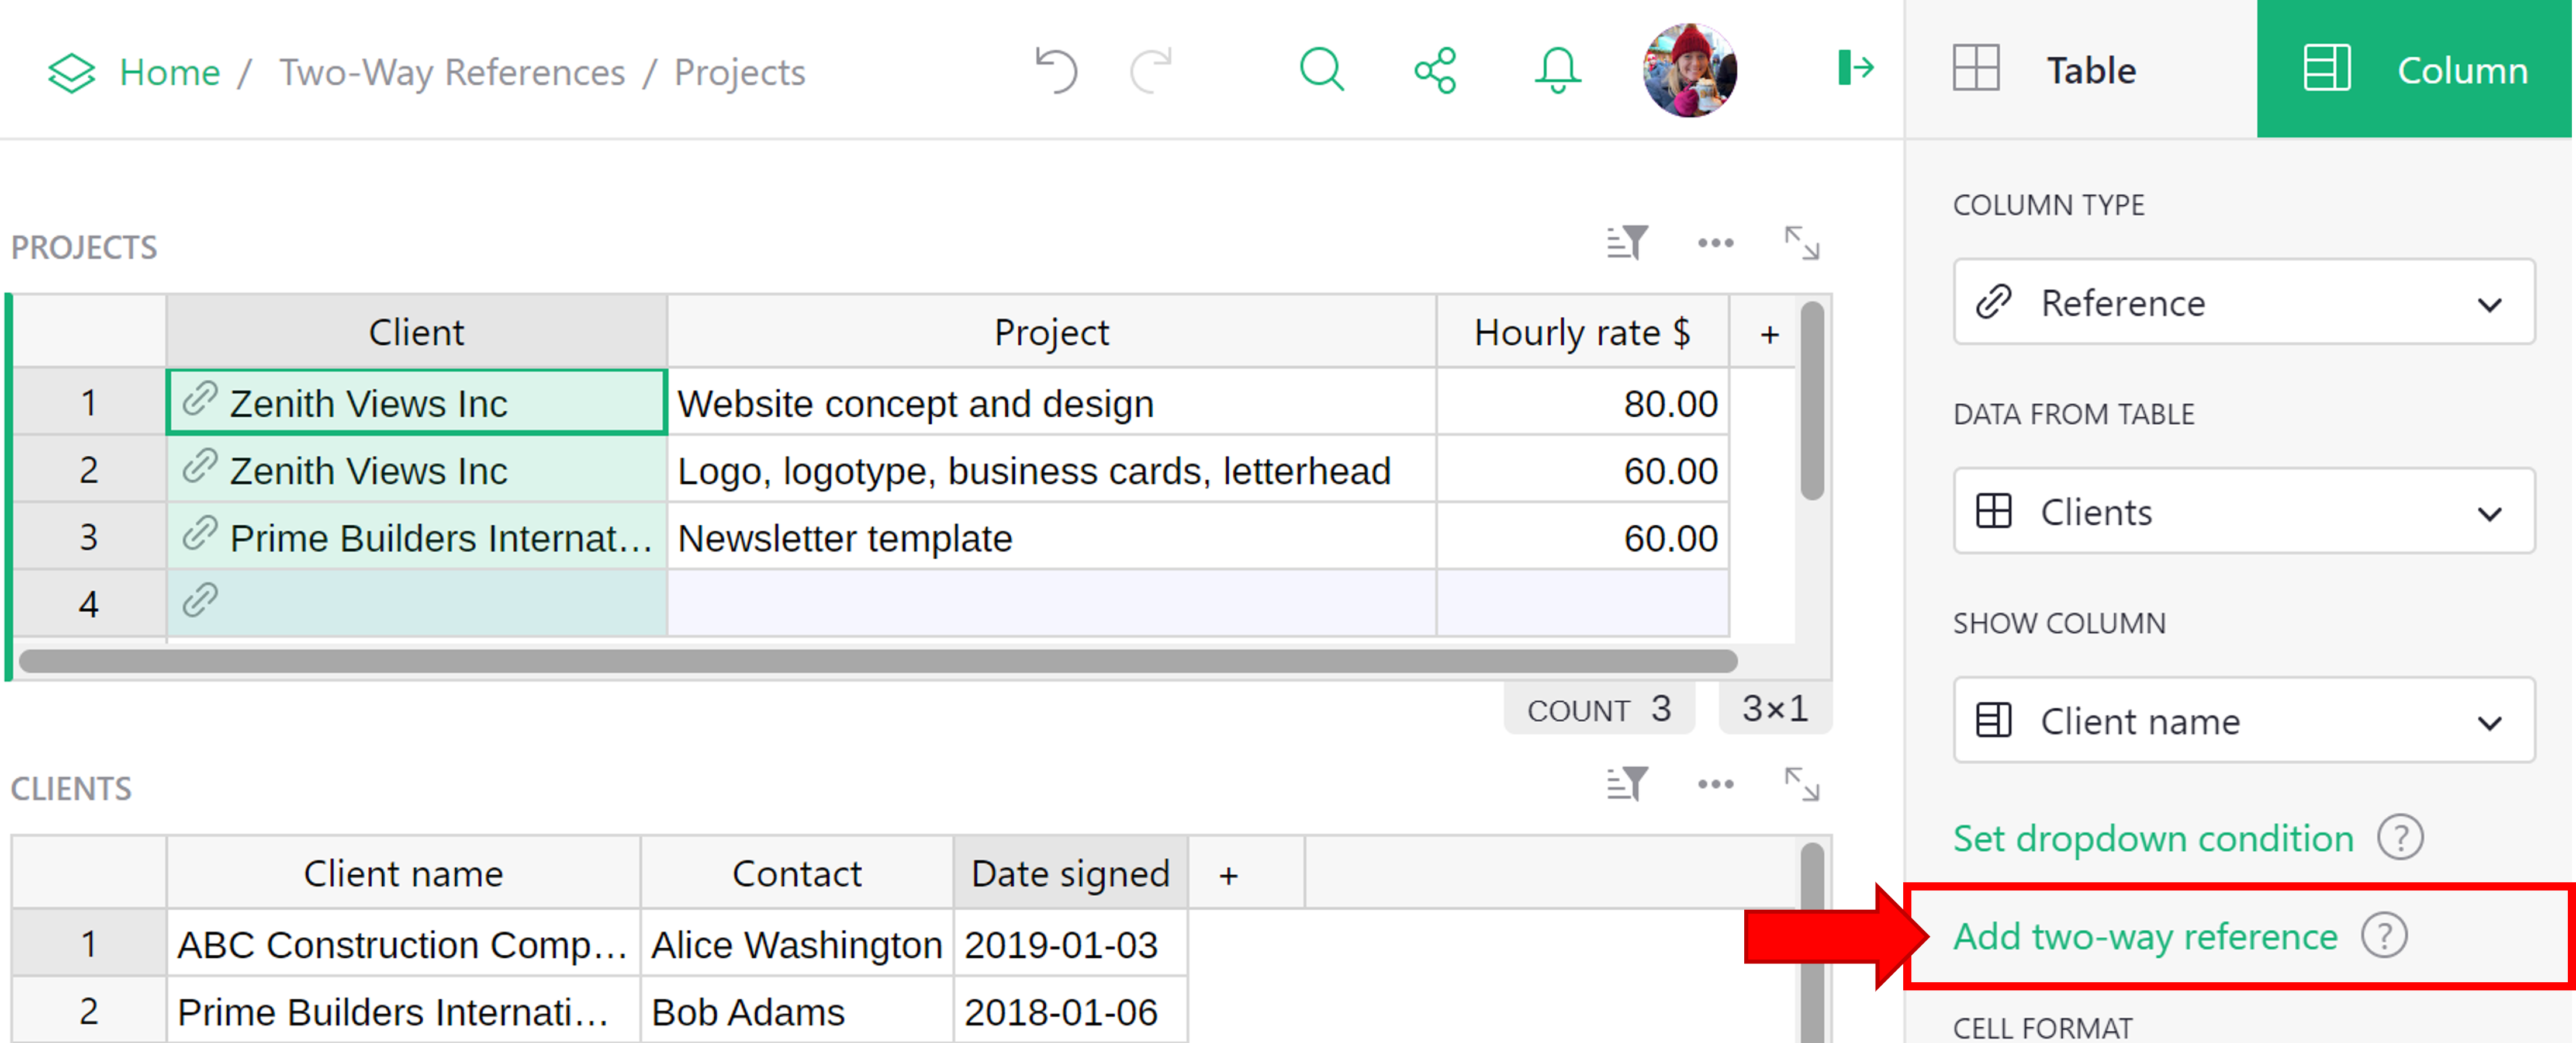 Home / Two-Way References / Projects
Table
Column
PROJECTS
Client Project Hourly rate $ +
1 Zenith Views Inc Website concept and design 80.00
2 Zenith Views Inc Logo, logotype, business cards, letterhead 60.00
3 Prime Builders Internat... Newsletter template 60.00
4
COUNT 3 3×1
CLIENTS
Client name Contact Date signed +
1 ABC Construction Comp... Alice Washington 2019-01-03
2 Prime Builders Internati... Bob Adams 2018-01-06
COLUMN TYPE
Reference
DATA FROM TABLE
Clients
SHOW COLUMN
Client name
Set dropdown condition ?
Add two-way reference ?
CELL FORMAT